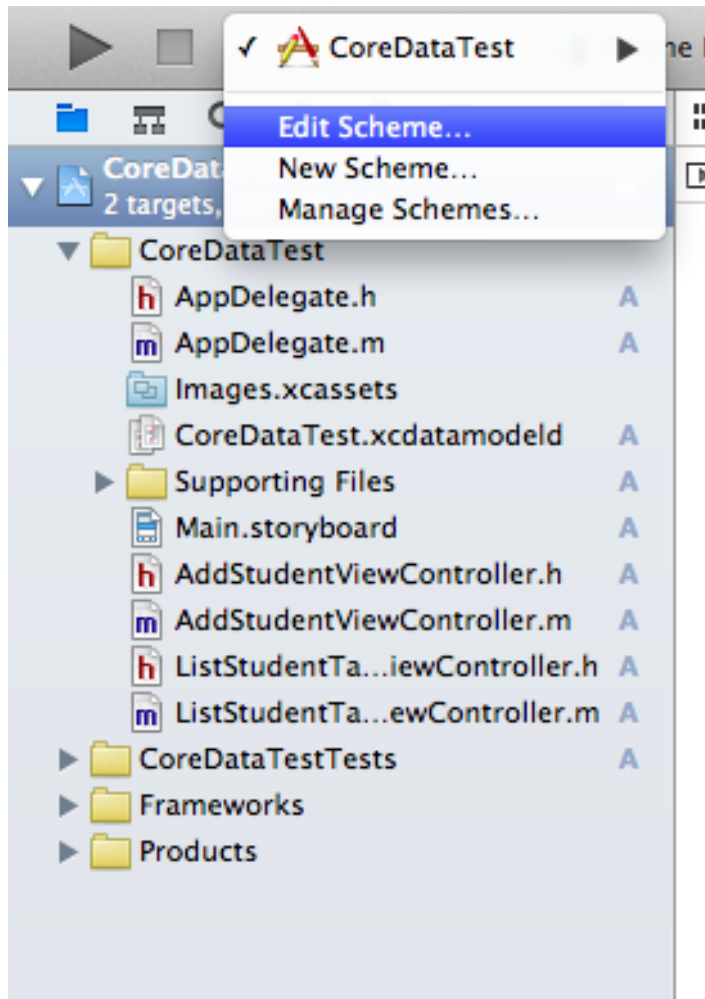 ✓ CoreDataTest
Edit Scheme...
New Scheme...
Manage Schemes...
CoreDat
2 targets,
CoreDataTest
h AppDelegate.h A
m AppDelegate.m A
Images.xcassets
CoreDataTest.xcdatamodeld A
Supporting Files A
Main.storyboard A
h AddStudentViewController.h A
m AddStudentViewController.m A
h ListStudentTa...iewController.h A
m ListStudentTa...ewController.m A
CoreDataTestTests A
Frameworks
Products